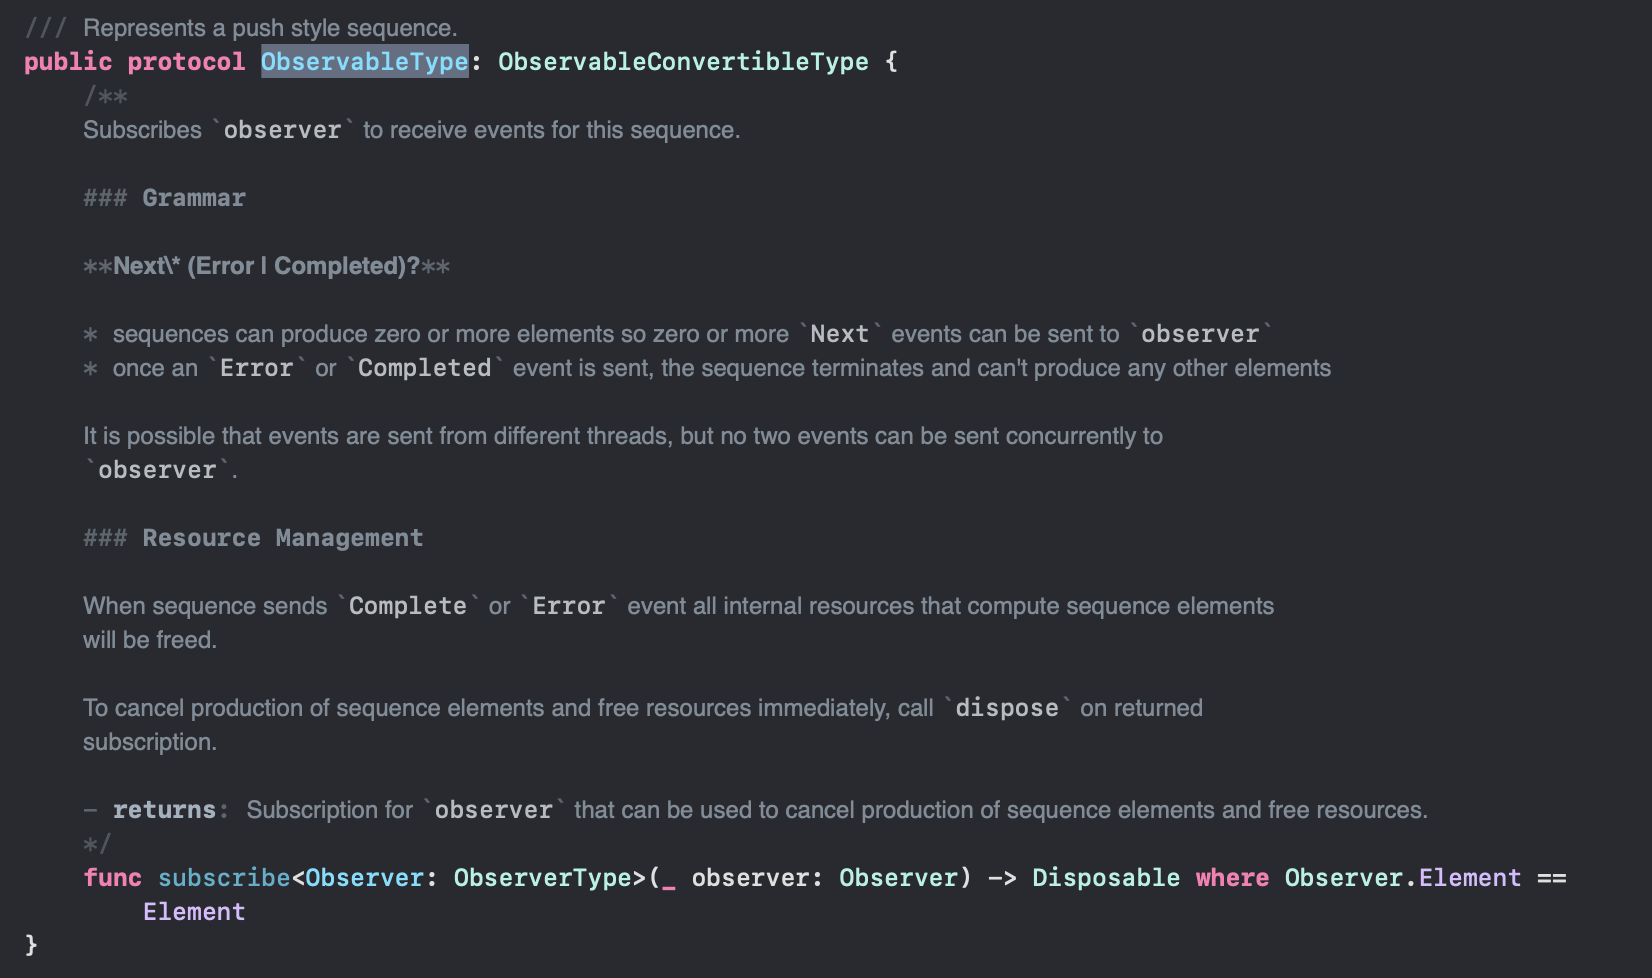 /// Represents a push style sequence.
public protocol ObservableType: ObservableConvertibleType {
/**
Subscribes `observer` to receive events for this sequence.
### Grammar
**Next\* (Error | Completed)?**
* sequences can produce zero or more elements so zero or more `Next` events can be sent to `observer`
* once an `Error` or `Completed` event is sent, the sequence terminates and can't produce any other elements
It is possible that events are sent from different threads, but no two events can be sent concurrently to
`observer`.
### Resource Management
When sequence sends `Complete` or `Error` event all internal resources that compute sequence elements
will be freed.
To cancel production of sequence elements and free resources immediately, call `dispose` on returned
subscription.
- returns: Subscription for `observer` that can be used to cancel production of sequence elements and free resources.
*/
func subscribe<Observer: ObserverType>(_ observer: Observer) -> Disposable where Observer.Element ==
Element
}